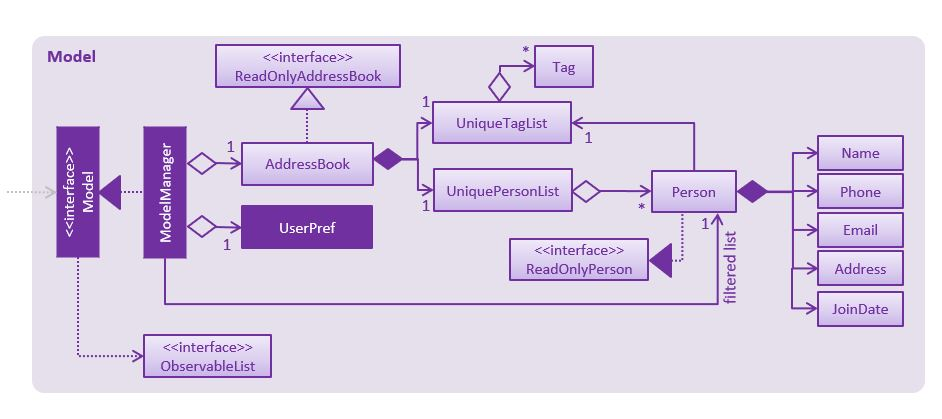 Model
<<interface>>
ReadOnlyAddressBook
*
Tag
<<interface>>
Model
ModelManager
1
AddressBook
1
UniqueTagList
1
1
UniquePersonList
*
Person
1
filtered list
Name
Phone
Email
Address
JoinDate
1
UserPref
<<interface>>
ReadOnlyPerson
<<interface>>
ObservableList